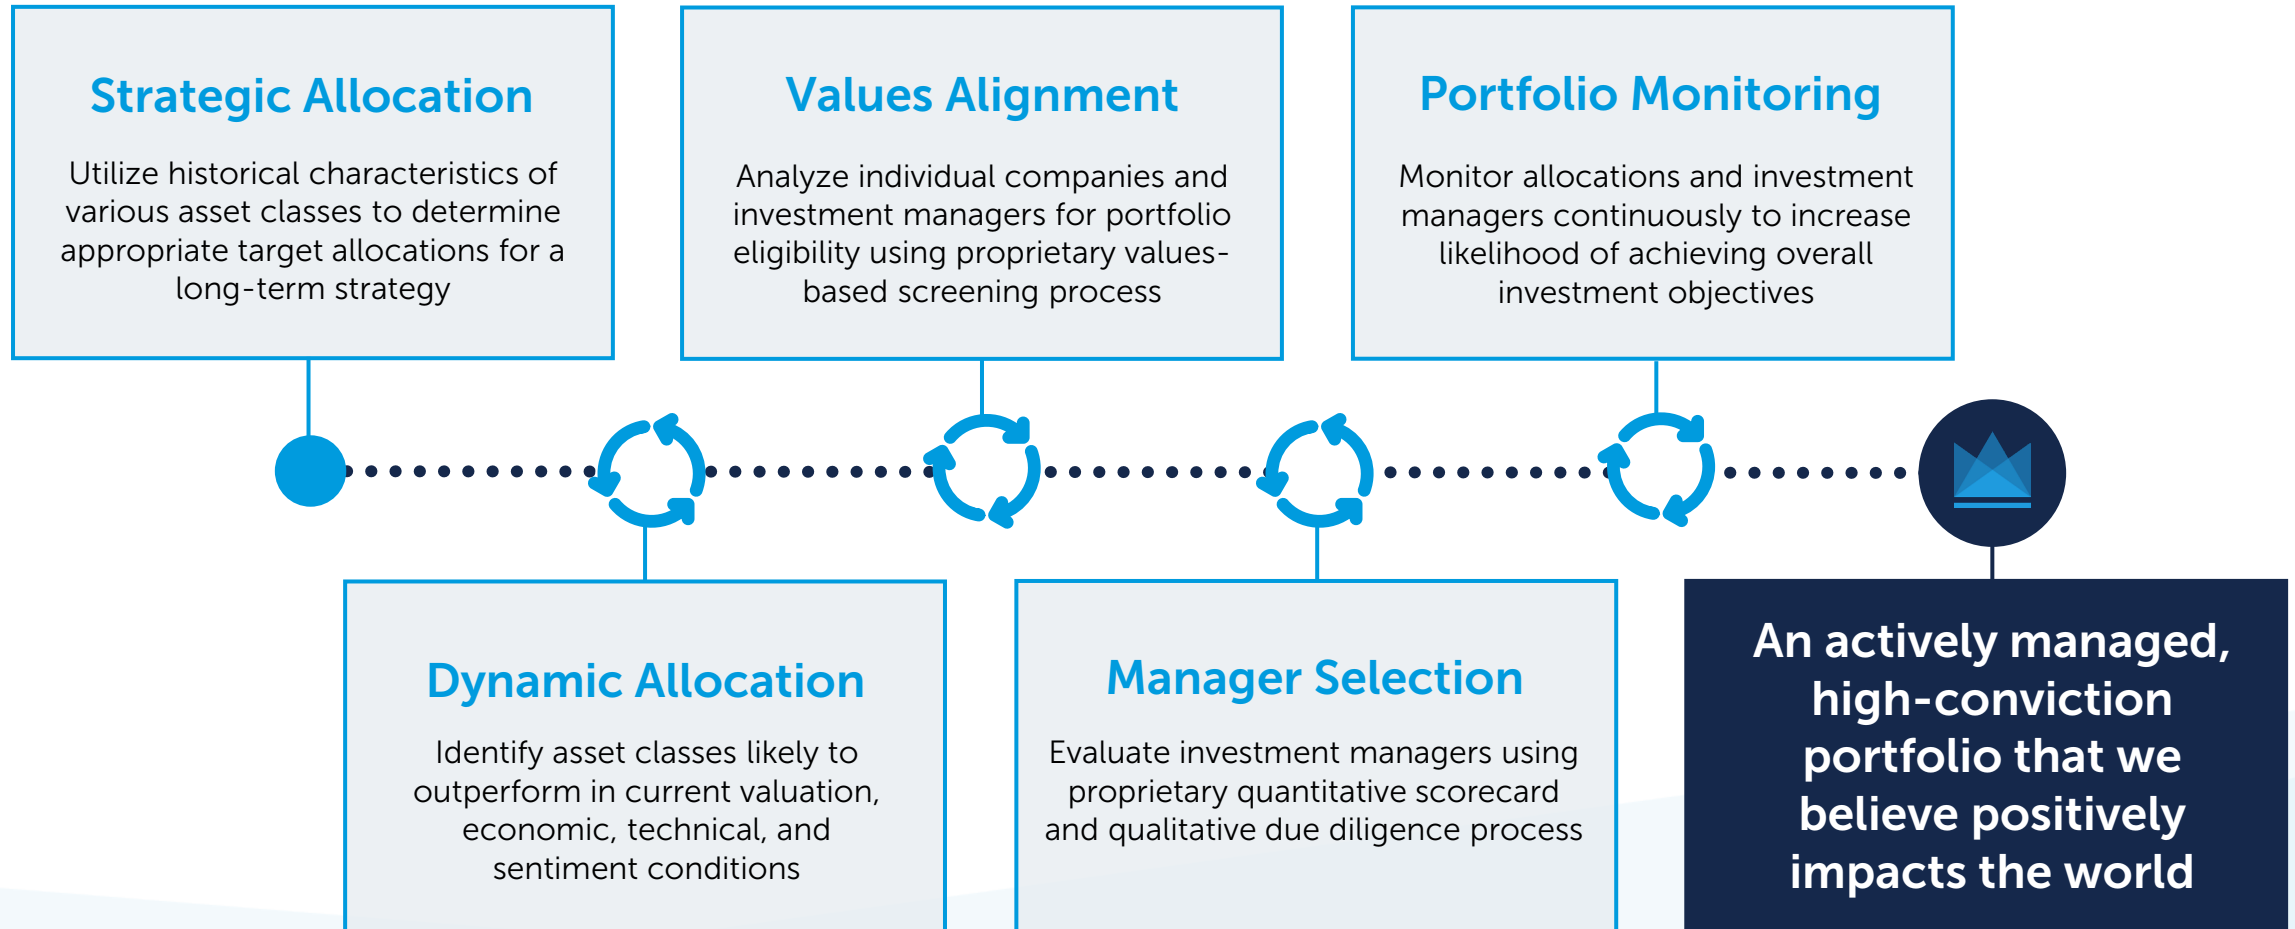 Strategic Allocation
Utilize historical characteristics of
various asset classes to determine
appropriate target allocations for a
long-term strategy
Dynamic Allocation
Identify asset classes likely to
outperform in current valuation,
economic, technical, and
sentiment conditions
Values Alignment
Analyze individual companies and
investment managers for portfolio
eligibility using proprietary values-
based screening process
Manager Selection
Evaluate investment managers using
proprietary quantitative scorecard
and qualitative due diligence process
Portfolio Monitoring
Monitor allocations and investment
managers continuously to increase
likelihood of achieving overall
investment objectives
An actively managed,
high-conviction
portfolio that we
believe positively
impacts the world